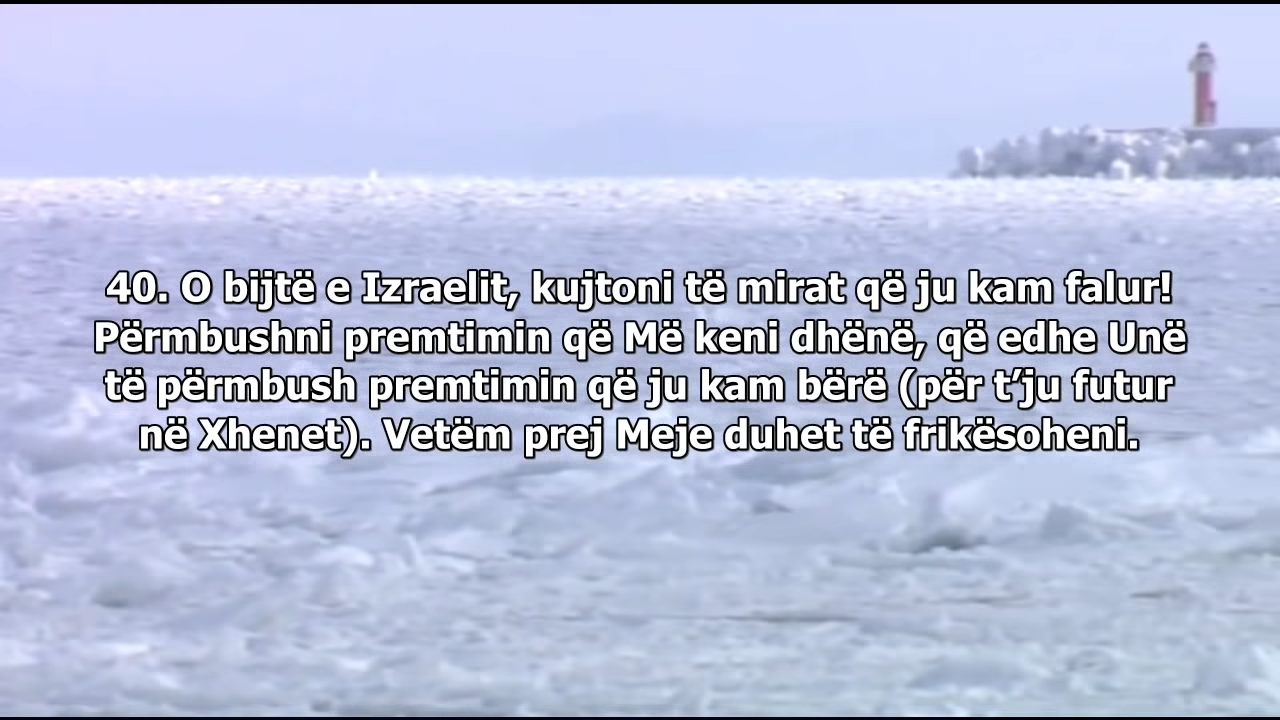 40. O bijtë e Izraelit, kujtoni të mirat që ju kam falur!
Përmbushni premtimin që Më keni dhënë, që edhe Unë
të përmbush premtimin që ju kam bërë (për t’ju futur
në Xhenet). Vetëm prej Meje duhet të frikësoheni.